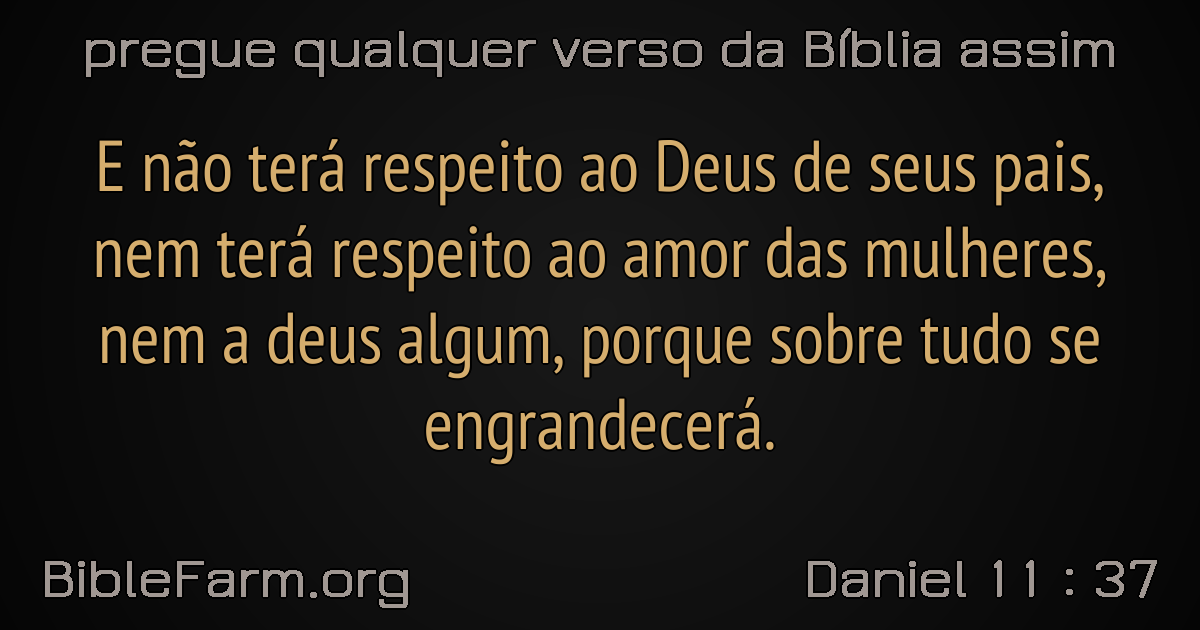 pregue qualquer verso da Bíblia assim
E não terá respeito ao Deus de seus pais,
nem terá respeito ao amor das mulheres,
nem a deus algum, porque sobre tudo se
engrandecerá.
BibleFarm.org
Daniel 11 : 37